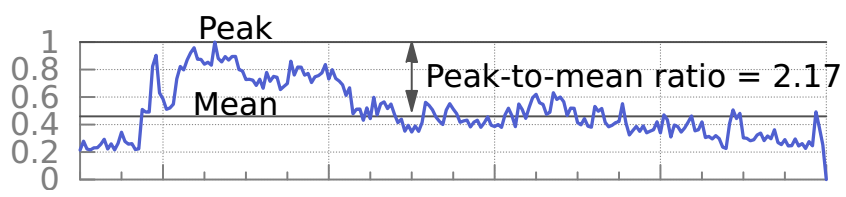 Peak
1
0.8
Peak-to-mean ratio = 2.17
0.6
Mean
0.4
0.2
0